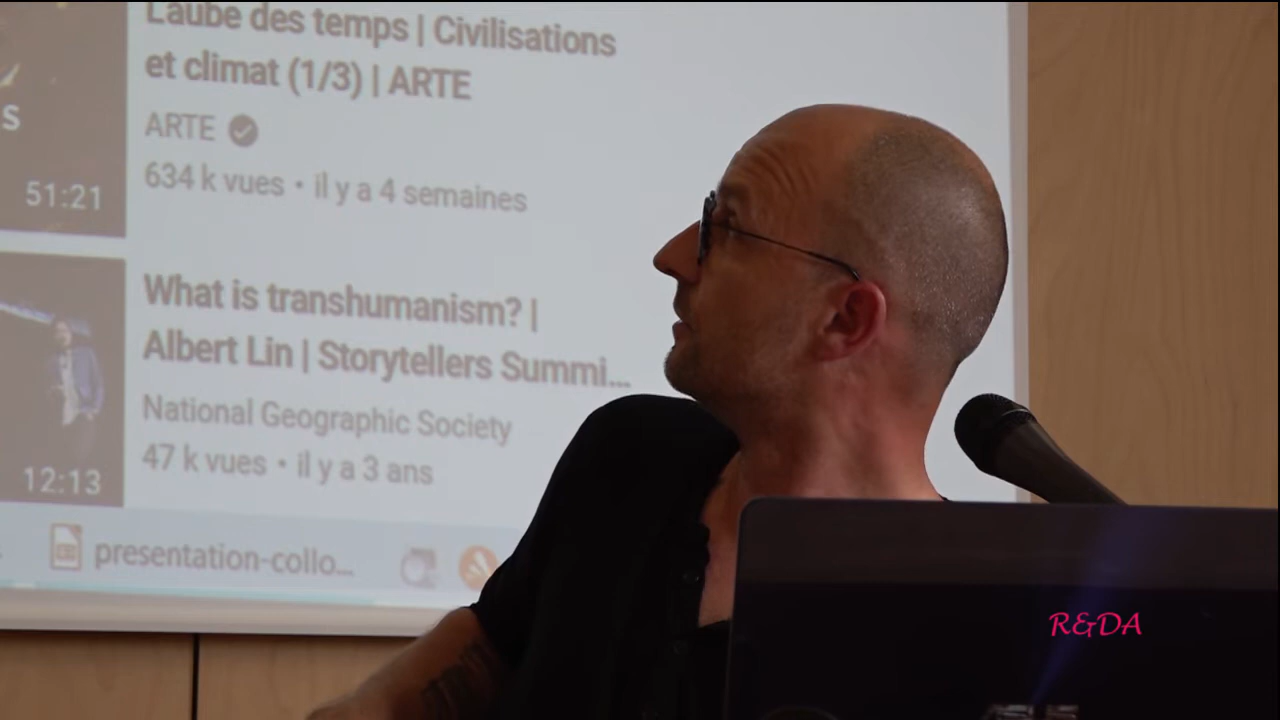 L'aube des temps | Civilisations
et climat (1/3) | ARTE
ARTE
634 k vues • il y a 4 semaines
S
51:21
What is transhumanism? |
Albert Lin | Storytellers Summi...
National Geographic Society
47 k vues • il y a 3 ans
12:13
presentation-collo...
R&DA